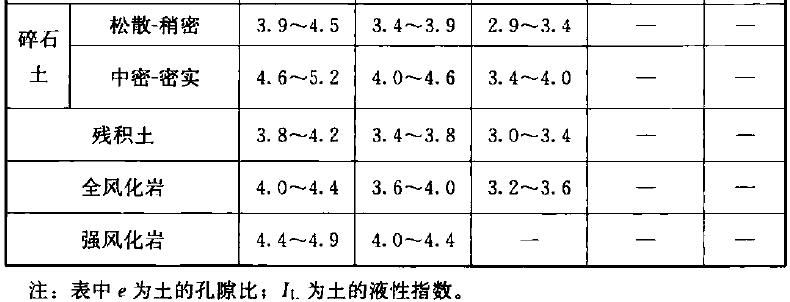 碎石土 松散-稍密 3.9～4.5 3.4～3.9 2.9～3.4 — —
中密-密实 4.6～5.2 4.0～4.6 3.4～4.0 — —
残积土 3.8～4.2 3.4～3.8 3.0～3.4 — —
全风化岩 4.0～4.4 3.6～4.0 3.2～3.6 — —
强风化岩 4.4～4.9 4.0～4.4 — — —
注：表中 e 为土的孔隙比；I_L 为土的液性指数。